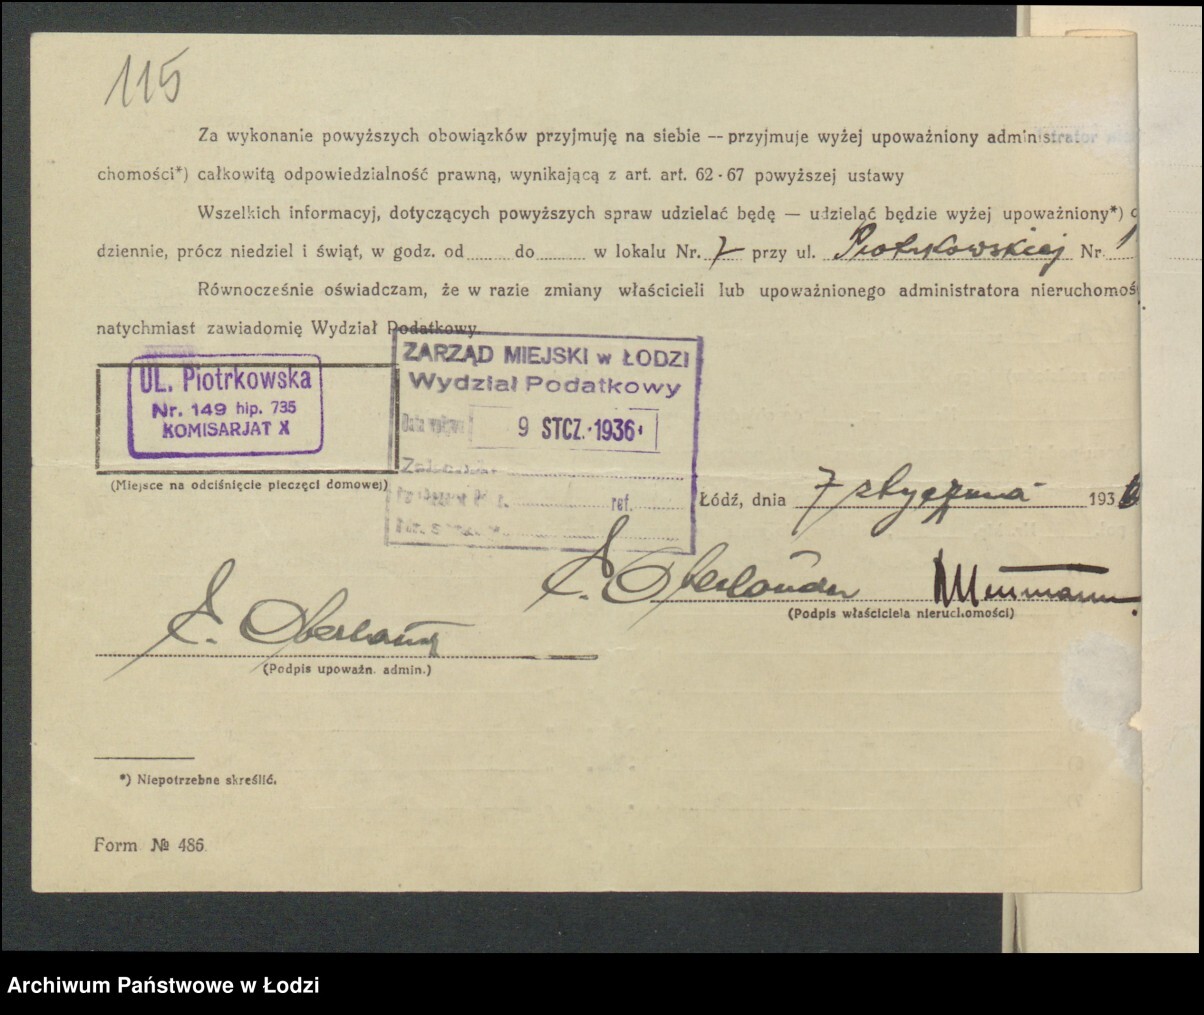 115
Za wykonanie powyższych obowiązków przyjmuję na siebie — przyjmuje wyżej upoważniony administrator
chomości*) całkowitą odpowiedzialność prawną, wynikającą z art. art. 62-67 powyższej ustawy
Wszelkich informacyj, dotyczących powyższych spraw udzielać będę — udzielać będzie wyżej upoważniony*) c
dziennie, prócz niedziel i świąt, w godz. od........ do......... w lokalu Nr. 7 przy ul. Piotrkowskiej Nr. 1
Równocześnie oświadczam, że w razie zmiany właścicieli lub upoważnionego administratora nieruchomoś
natychmiast zawiadomię Wydział Podatkowy.
UL. Piotrkowska
Nr. 149 hip. 735
KOMISARJAT X
(Miejsce na odciśnięcie pieczęci domowej)
ZARZĄD MIEJSKI w ŁODZI
Wydział Podatkowy
9 STCZ. 1936
ref.
Łódź, dnia 7 stycznia 1936
E. Oberländer
(Podpis właściciela nieruchomości)
E. Oberländer
(Podpis upoważn. admin.)
*) Niepotrzebne skreślić.
Form № 486
Archiwum Państwowe w Łodzi